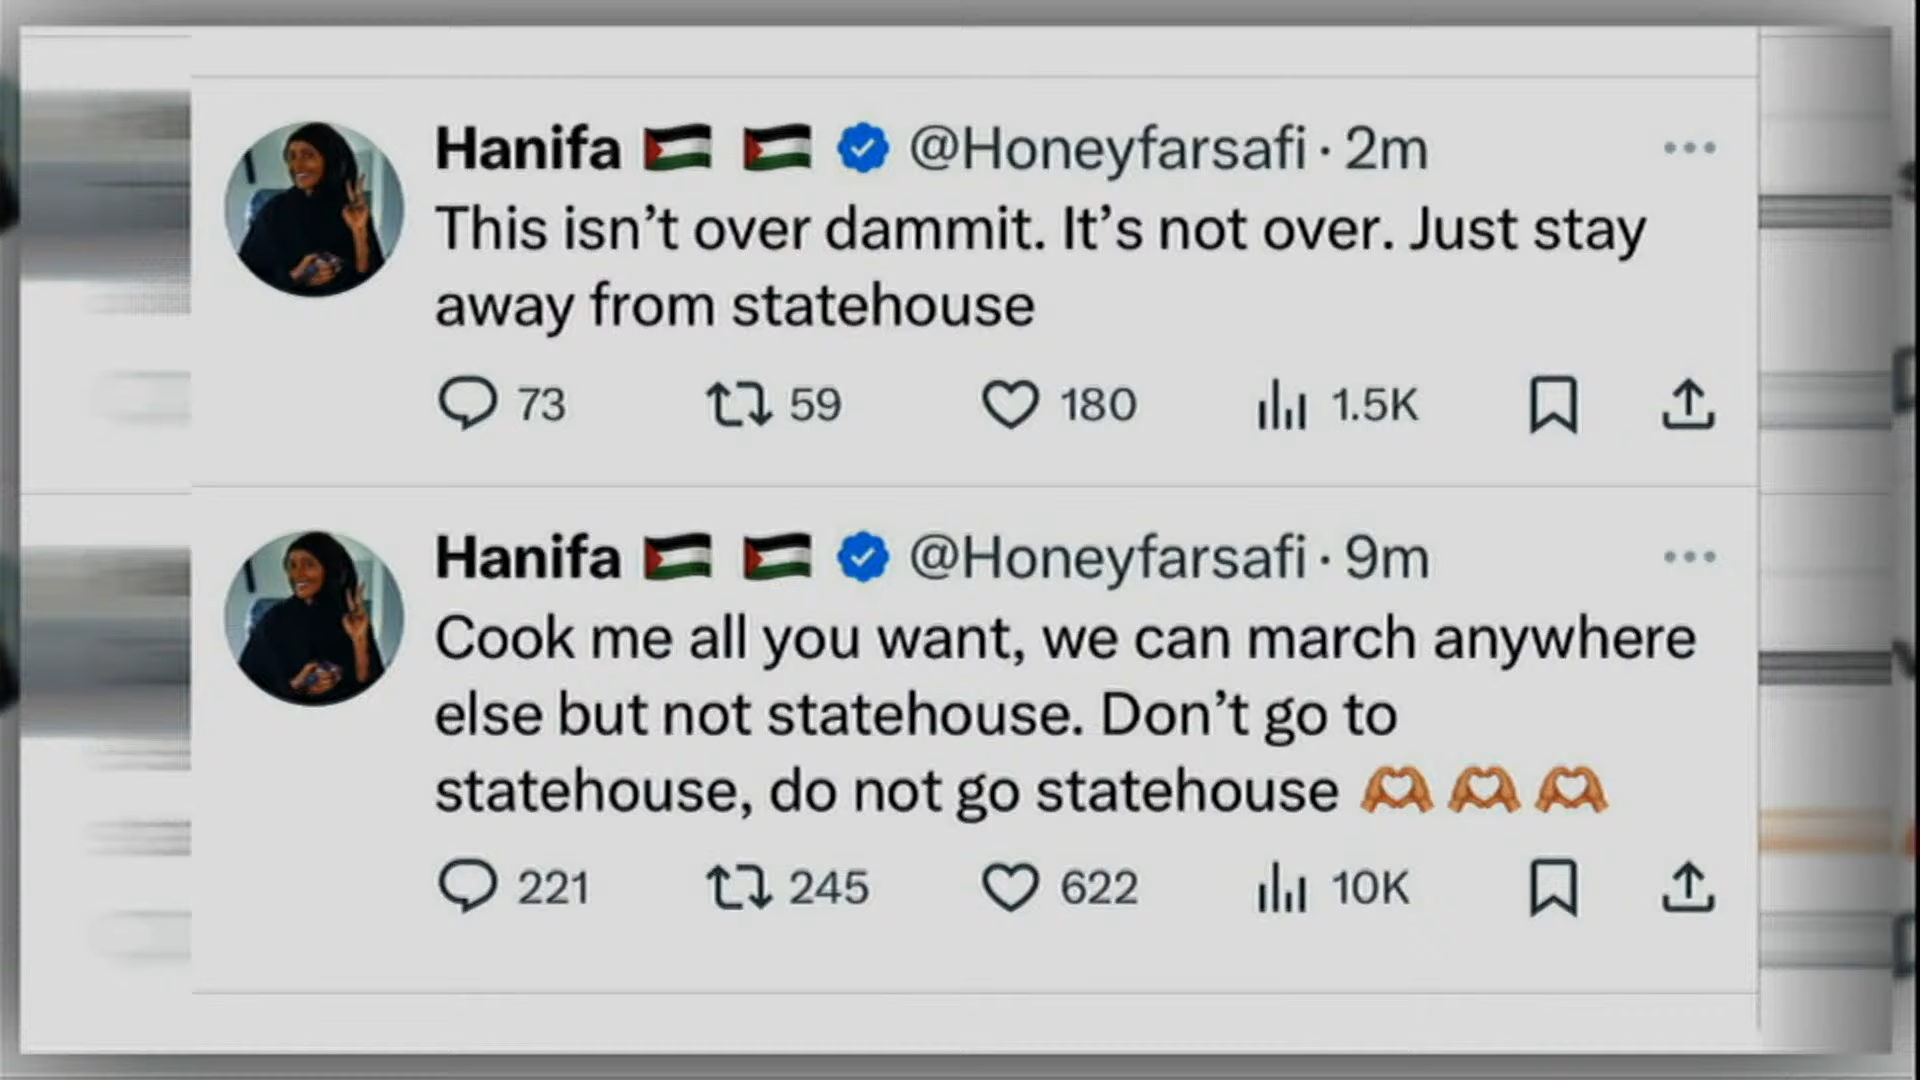 Hanifa 🇵🇸 🇵🇸 @Honeyfarsafi · 2m
This isn’t over dammit. It’s not over. Just stay
away from statehouse
73 59 180 1.5K
Hanifa 🇵🇸 🇵🇸 @Honeyfarsafi · 9m
Cook me all you want, we can march anywhere
else but not statehouse. Don’t go to
statehouse, do not go statehouse 🫶🏽 🫶🏽 🫶🏽
221 245 622 10K